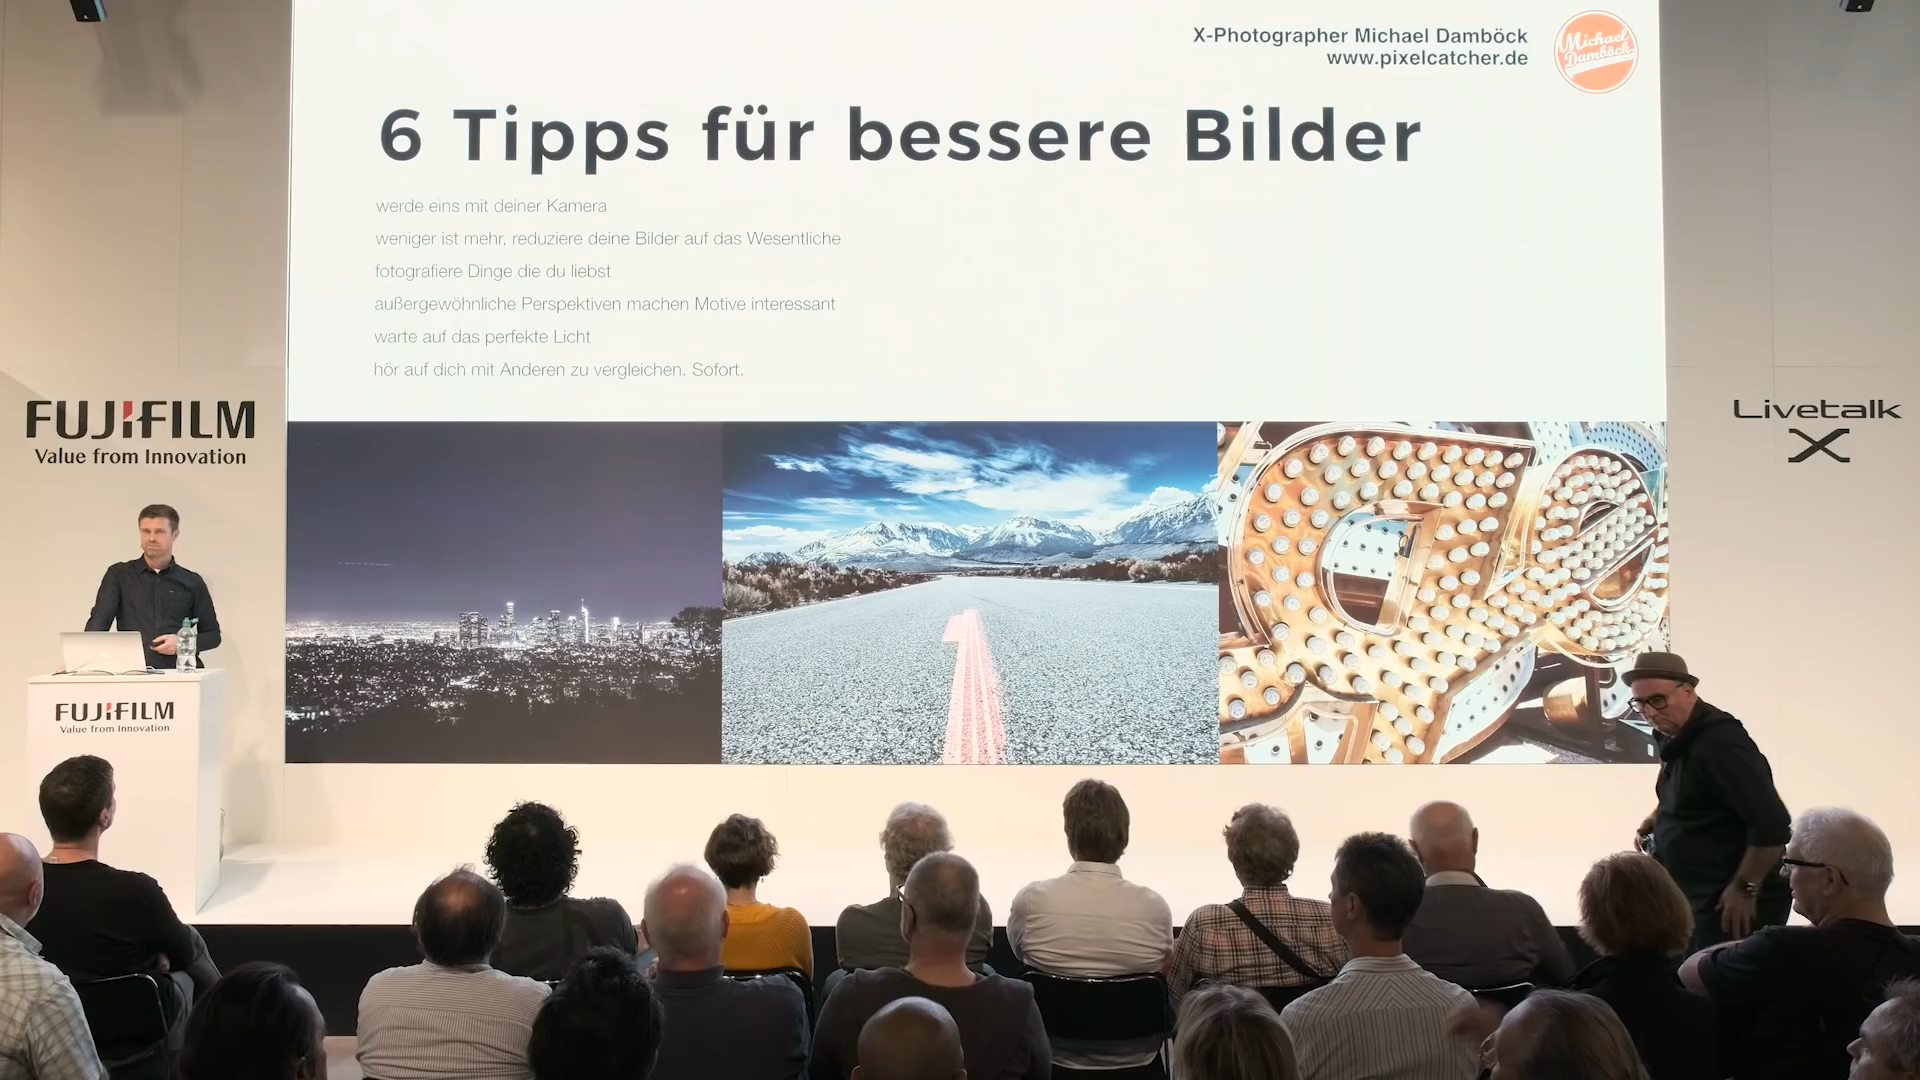 X-Photographer Michael Damböck
www.pixelcatcher.de
Michael
Damböck
6 Tipps für bessere Bilder
werde eins mit deiner Kamera
weniger ist mehr, reduziere deine Bilder auf das Wesentliche
fotografiere Dinge die du liebst
außergewöhnliche Perspektiven machen Motive interessant
warte auf das perfekte Licht
hör auf dich mit Anderen zu vergleichen. Sofort.
FUJIFILM
Value from Innovation
Livetalk
X
FUJIFILM
Value from Innovation